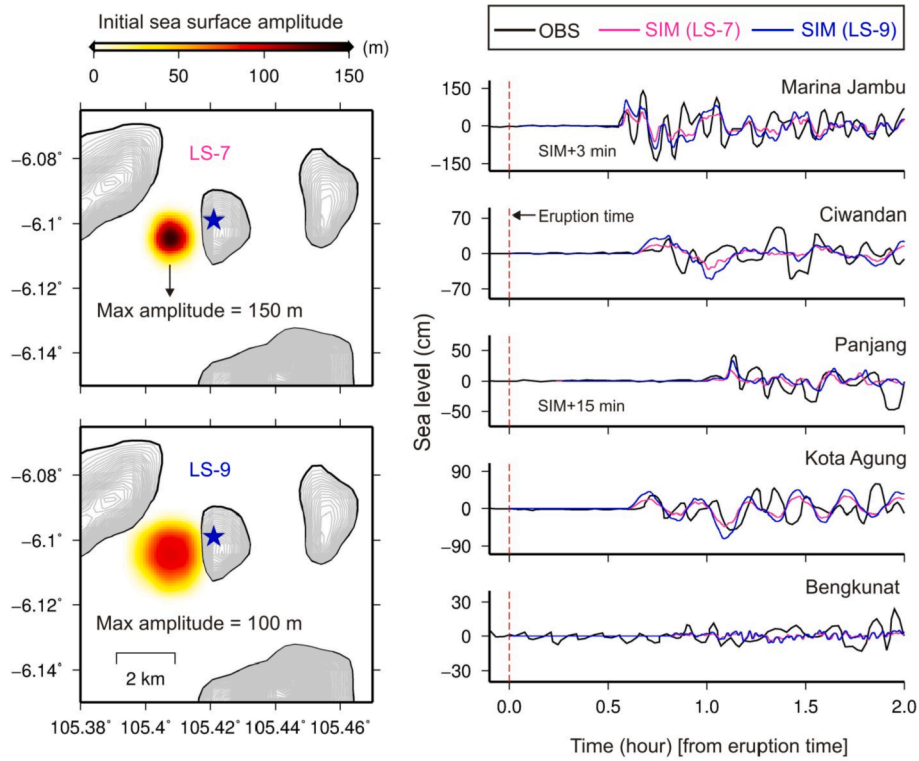 Initial sea surface amplitude
(m)
0 50 100 150
LS-7
−6.08˚
−6.1˚
−6.12˚
−6.14˚
Max amplitude = 150 m
LS-9
−6.08˚
−6.1˚
−6.12˚
−6.14˚
Max amplitude = 100 m
2 km
105.38 105.4˚ 105.42˚ 105.44˚ 105.46˚
OBS SIM (LS-7) SIM (LS-9)
Sea level (cm)
Marina Jambu
150
0
−150
SIM+3 min
Ciwandan
70
0
−70
Eruption time
Panjang
50
0
−50
SIM+15 min
Kota Agung
90
0
−90
Bengkunat
30
0
−30
0.0 0.5 1.0 1.5 2.0
Time (hour) [from eruption time]